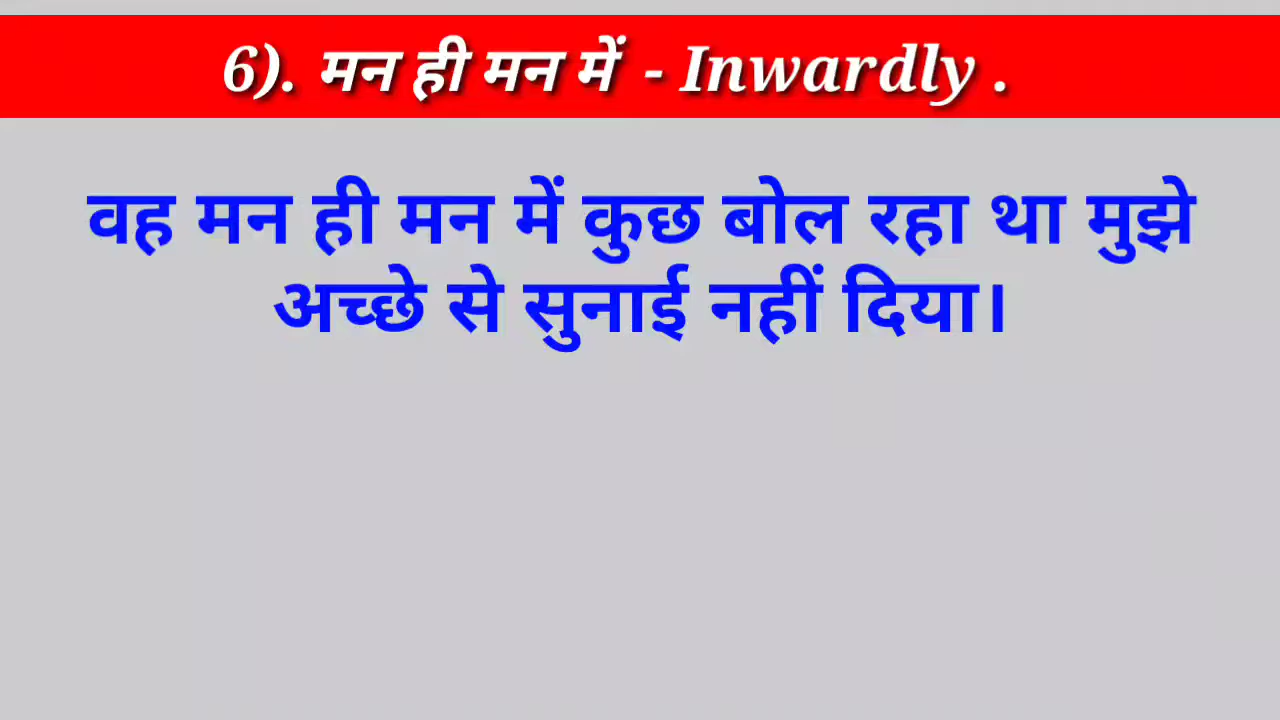 6). मन ही मन में - Inwardly .
वह मन ही मन में कुछ बोल रहा था मुझे
अच्छे से सुनाई नहीं दिया।